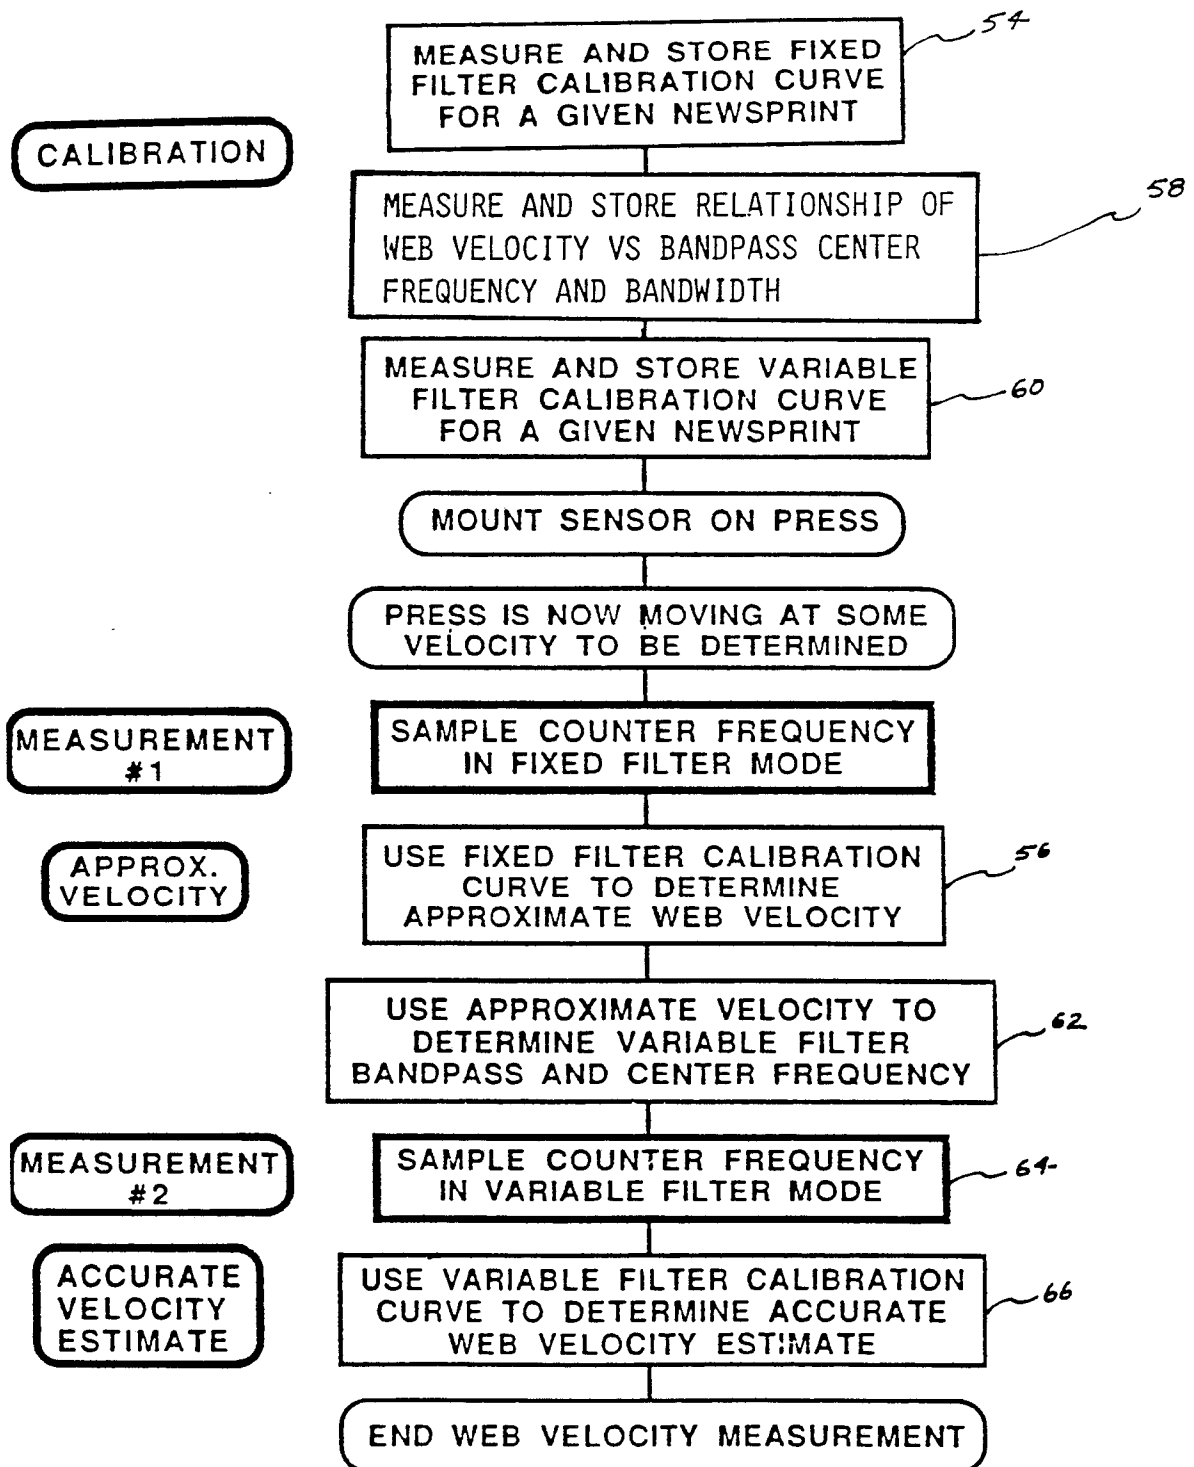 54
MEASURE AND STORE FIXED
FILTER CALIBRATION CURVE
FOR A GIVEN NEWSPRINT
CALIBRATION
58
MEASURE AND STORE RELATIONSHIP OF
WEB VELOCITY VS BANDPASS CENTER
FREQUENCY AND BANDWIDTH
MEASURE AND STORE VARIABLE
FILTER CALIBRATION CURVE
FOR A GIVEN NEWSPRINT
60
MOUNT SENSOR ON PRESS
PRESS IS NOW MOVING AT SOME
VELOCITY TO BE DETERMINED
MEASUREMENT
#1
SAMPLE COUNTER FREQUENCY
IN FIXED FILTER MODE
APPROX.
VELOCITY
USE FIXED FILTER CALIBRATION
CURVE TO DETERMINE
APPROXIMATE WEB VELOCITY
56
USE APPROXIMATE VELOCITY TO
DETERMINE VARIABLE FILTER
BANDPASS AND CENTER FREQUENCY
62
MEASUREMENT
#2
SAMPLE COUNTER FREQUENCY
IN VARIABLE FILTER MODE
64
ACCURATE
VELOCITY
ESTIMATE
USE VARIABLE FILTER CALIBRATION
CURVE TO DETERMINE ACCURATE
WEB VELOCITY ESTIMATE
66
END WEB VELOCITY MEASUREMENT